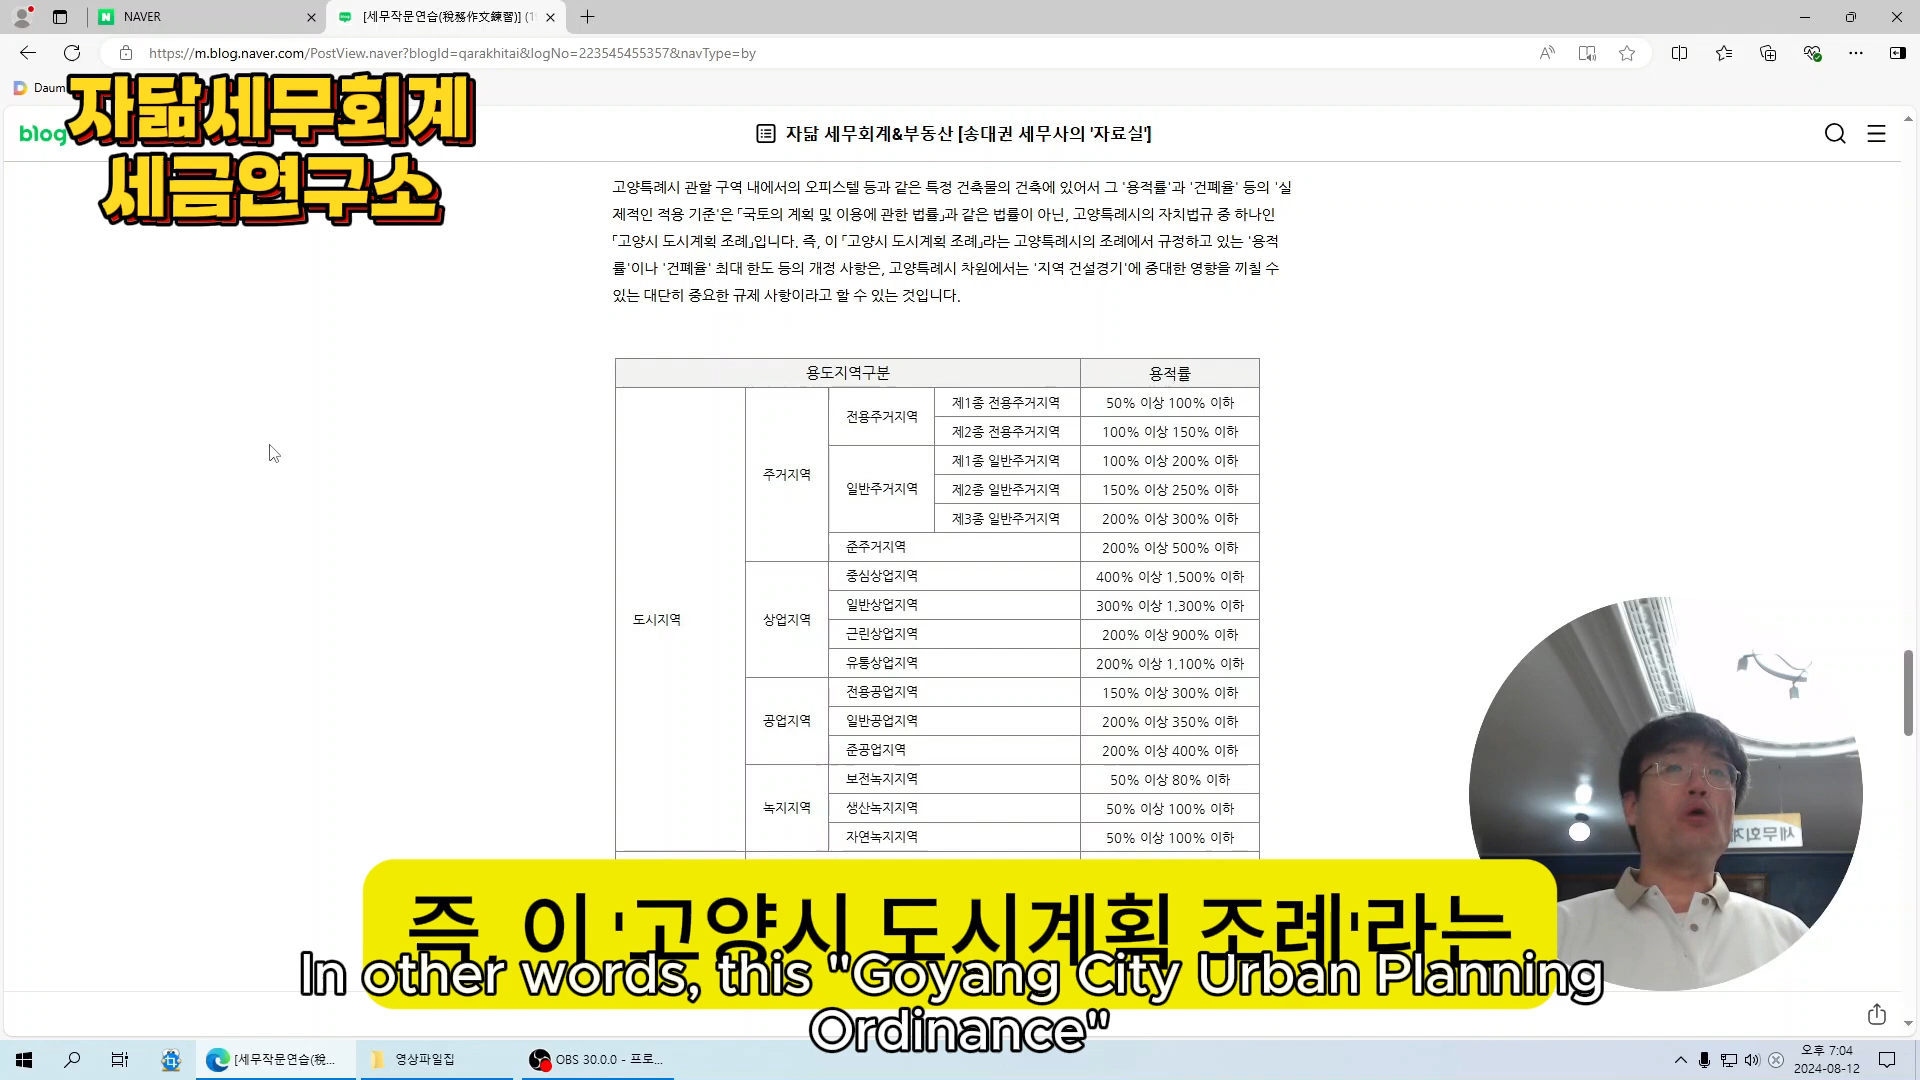 NAVER
[세무작문연습(稅務作文鍊習)] (1
https://m.blog.naver.com/PostView.naver?blogId=qarakhitai&logNo=223545455357&navType=by
Daum
자닮세무회계
세금연구소
blog
자닮 세무회계&부동산 [송대권 세무사의 '자료실']
고양특례시 관할 구역 내에서의 오피스텔 등과 같은 특정 건축물의 건축에 있어서 그 '용적률'과 '건폐율' 등의 '실
제적인 적용 기준'은 「국토의 계획 및 이용에 관한 법률」과 같은 법률이 아닌, 고양특례시의 자치법규 중 하나인
「고양시 도시계획 조례」입니다. 즉, 이 「고양시 도시계획 조례」라는 고양특례시의 조례에서 규정하고 있는 '용적
률'이나 '건폐율' 최대 한도 등의 개정 사항은, 고양특례시 차원에서는 '지역 건설경기'에 중대한 영향을 끼칠 수
있는 대단히 중요한 규제 사항이라고 할 수 있는 것입니다.
용도지역구분 용적률
도시지역 주거지역 전용주거지역 제1종 전용주거지역 50% 이상 100% 이하
제2종 전용주거지역 100% 이상 150% 이하
일반주거지역 제1종 일반주거지역 100% 이상 200% 이하
제2종 일반주거지역 150% 이상 250% 이하
제3종 일반주거지역 200% 이상 300% 이하
준주거지역 200% 이상 500% 이하
상업지역 중심상업지역 400% 이상 1,500% 이하
일반상업지역 300% 이상 1,300% 이하
근린상업지역 200% 이상 900% 이하
유통상업지역 200% 이상 1,100% 이하
공업지역 전용공업지역 150% 이상 300% 이하
일반공업지역 200% 이상 350% 이하
준공업지역 200% 이상 400% 이하
녹지지역 보전녹지지역 50% 이상 80% 이하
생산녹지지역 50% 이상 100% 이하
자연녹지지역 50% 이상 100% 이하
세무회계
즉, 이 '고양시 도시계획 조례'라는
In other words, this "Goyang City Urban Planning
Ordinance"
[세무작문연습(稅...
영상파일집
OBS 30.0.0 - 프로...
오후 7:04
2024-08-12